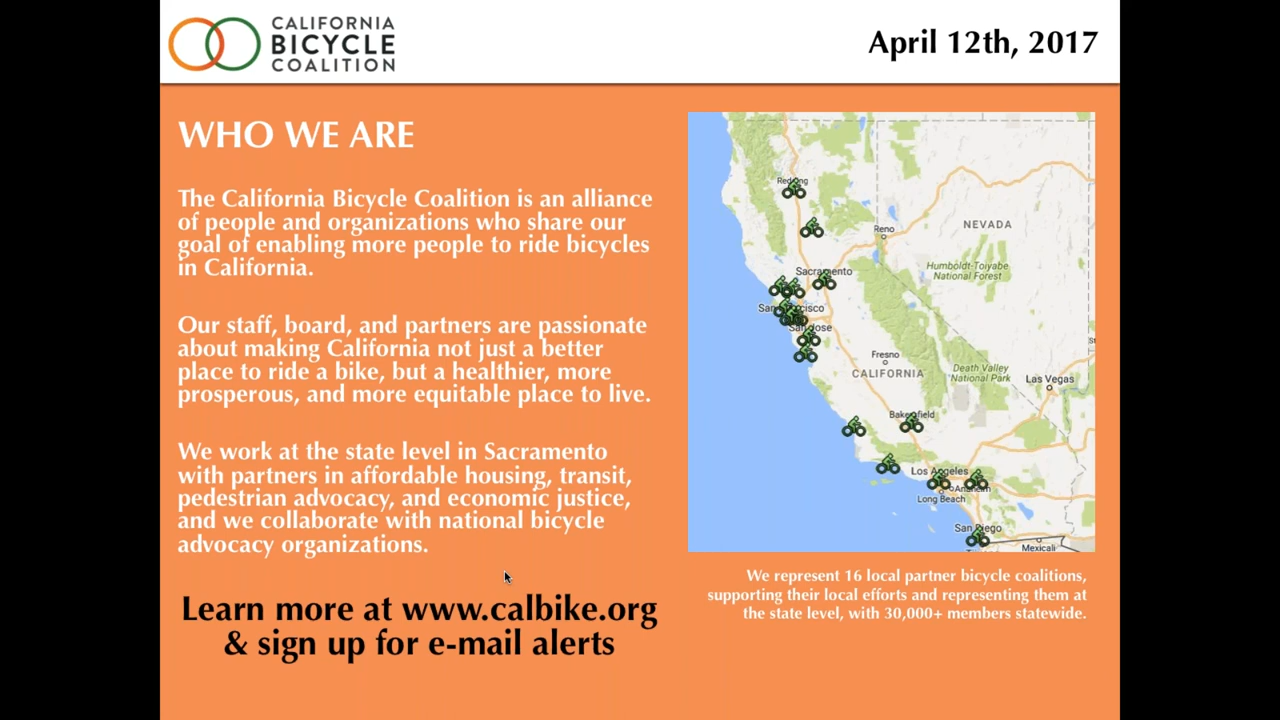 CALIFORNIA
BICYCLE
COALITION
April 12th, 2017
WHO WE ARE
The California Bicycle Coalition is an alliance
of people and organizations who share our
goal of enabling more people to ride bicycles
in California.
Our staff, board, and partners are passionate
about making California not just a better
place to ride a bike, but a healthier, more
prosperous, and more equitable place to live.
We work at the state level in Sacramento
with partners in affordable housing, transit,
pedestrian advocacy, and economic justice,
and we collaborate with national bicycle
advocacy organizations.
Learn more at www.calbike.org
& sign up for e-mail alerts
Redding
Reno
NEVADA
Sacramento
Humboldt-Toiyabe
National Forest
San Francisco
San Jose
Fresno
CALIFORNIA
Death Valley
National Park
Las Vegas
Bakersfield
Los Angeles
Anaheim
Long Beach
San Diego
Mexicali
We represent 16 local partner bicycle coalitions,
supporting their local efforts and representing them at
the state level, with 30,000+ members statewide.